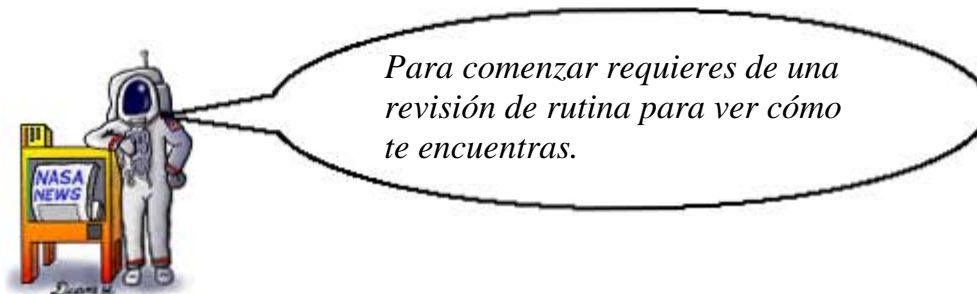 Para comenzar requieres de una
revisión de rutina para ver cómo
te encuentras.
NASA
NEWS